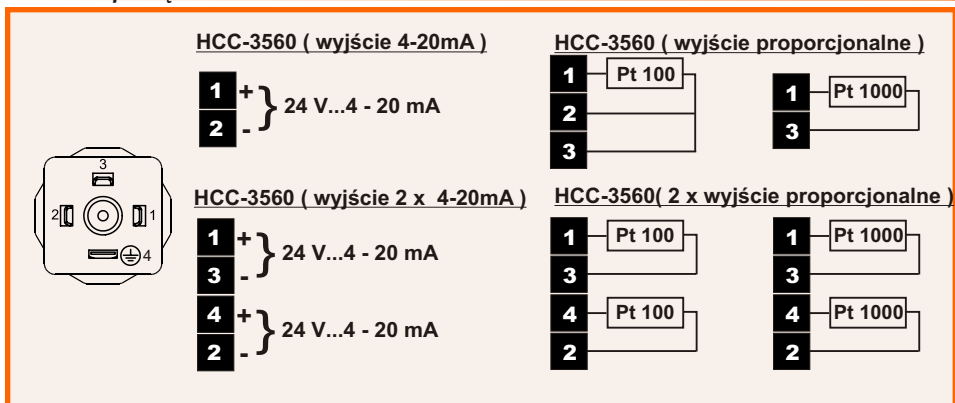 HCC-3560 ( wyjście 4-20mA )
1 +
2 -
24 V...4 - 20 mA
HCC-3560 ( wyjście proporcjonalne )
1 Pt 100
2
3
1 Pt 1000
3
3
2 1
4
HCC-3560 ( wyjście 2 x 4-20mA )
1 +
3 -
24 V...4 - 20 mA
4 +
2 -
24 V...4 - 20 mA
HCC-3560( 2 x wyjście proporcjonalne )
1 Pt 100
3
4 Pt 100
2
1 Pt 1000
3
4 Pt 1000
2